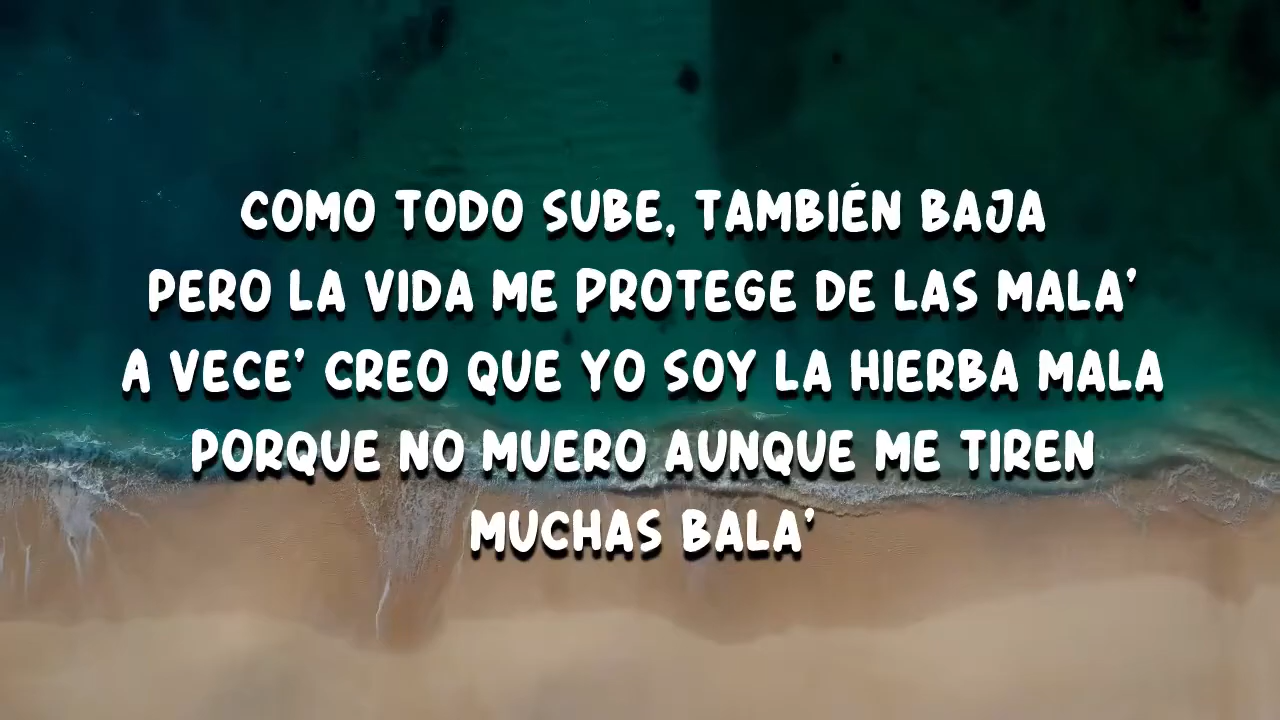 COMO TODO SUBE, TAMBIÉN BAJA
PERO LA VIDA ME PROTEGE DE LAS MALA'
A VECE' CREO QUE YO SOY LA HIERBA MALA
PORQUE NO MUERO AUNQUE ME TIREN
MUCHAS BALA'